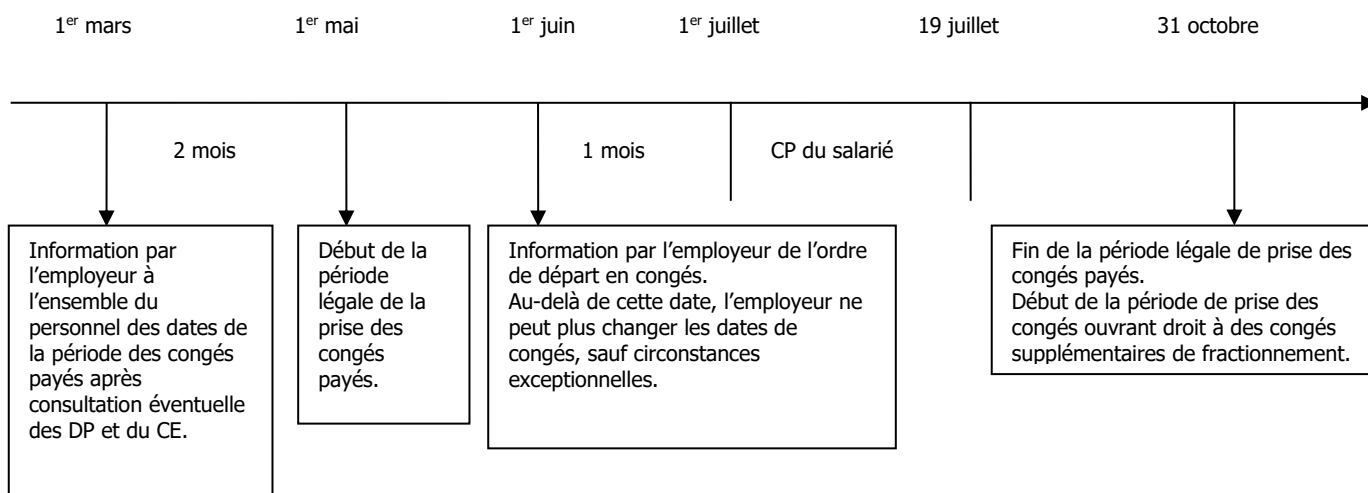 1er mars 1er mai 1er juin 1er juillet 19 juillet 31 octobre
2 mois 1 mois CP du salarié
Information par
l’employeur à
l’ensemble du
personnel des dates de
la période des congés
payés après
consultation éventuelle
des DP et du CE.
Début de la
période
légale de la
prise des
congés
payés.
Information par l’employeur de l’ordre
de départ en congés.
Au-delà de cette date, l’employeur ne
peut plus changer les dates de
congés, sauf circonstances
exceptionnelles.
Fin de la période légale de prise des
congés payés.
Début de la période de prise des
congés ouvrant droit à des congés
supplémentaires de fractionnement.